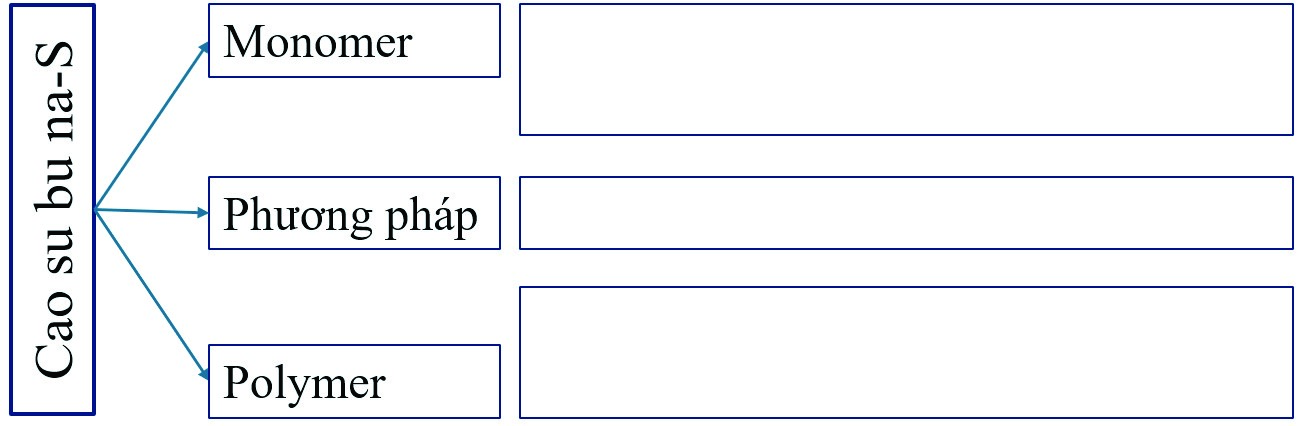 Cao su bu na-S
Monomer
Phương pháp
Polymer